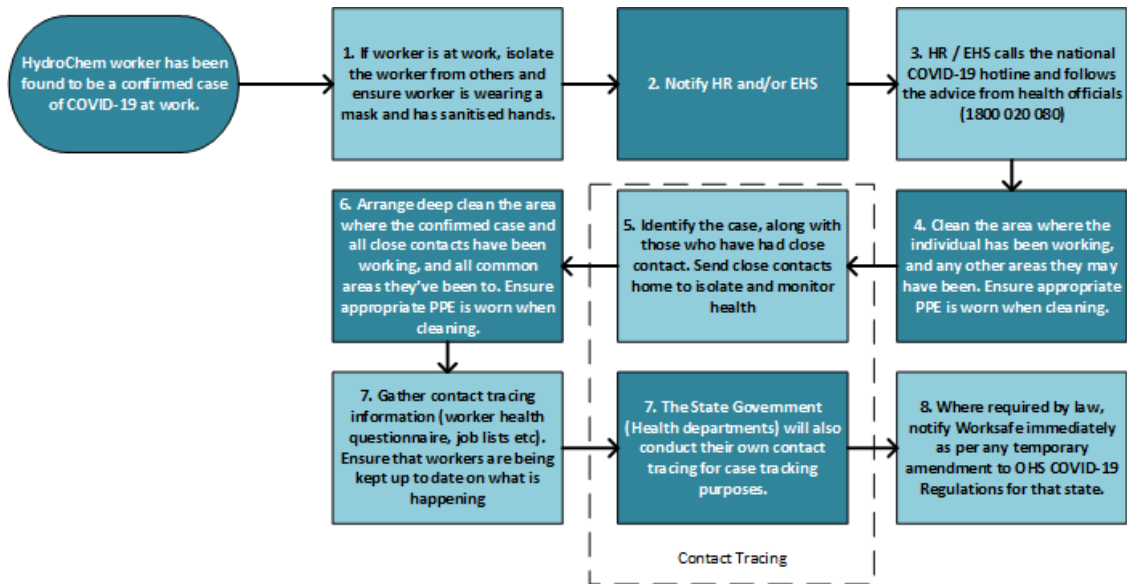 HydroChem worker has been
found to be a confirmed case
of COVID-19 at work.
1. If worker is at work, isolate
the worker from others and
ensure worker is wearing a
mask and has sanitised hands.
2. Notify HR and/or EHS
3. HR / EHS calls the national
COVID-19 hotline and follows
the advice from health officials
(1800 020 080)
4. Clean the area where the
individual has been working,
and any other areas they may
have been. Ensure appropriate
PPE is worn when cleaning.
5. Identify the case, along with
those who have had close
contact. Send close contacts
home to isolate and monitor
health
6. Arrange deep clean the area
where the confirmed case and
all close contacts have been
working, and all common
areas they've been to. Ensure
appropriate PPE is worn when
cleaning.
7. Gather contact tracing
information (worker health
questionnaire, job lists etc).
Ensure that workers are being
kept up to date on what is
happening
7. The State Government
(Health departments) will also
conduct their own contact
tracing for case tracking
purposes.
8. Where required by law,
notify Worksafe immediately
as per any temporary
amendment to OHS COVID-19
Regulations for that state.
Contact Tracing